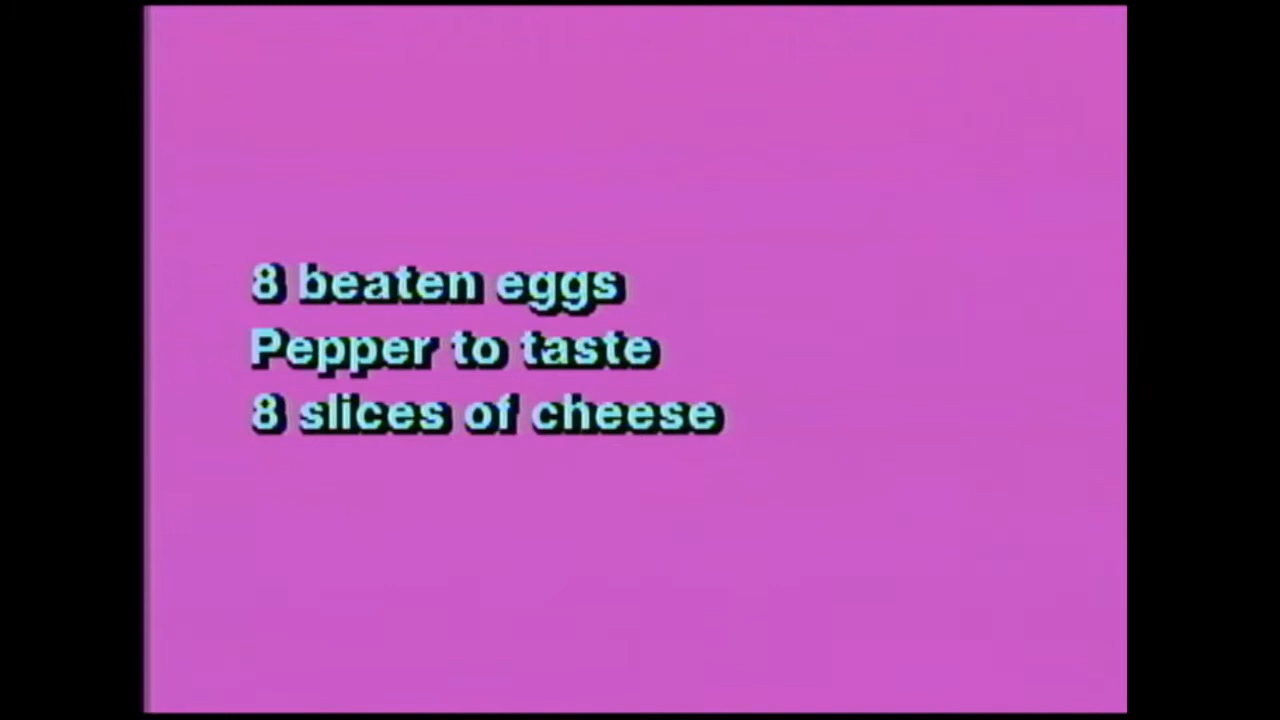 8 beaten eggs
Pepper to taste
8 slices of cheese